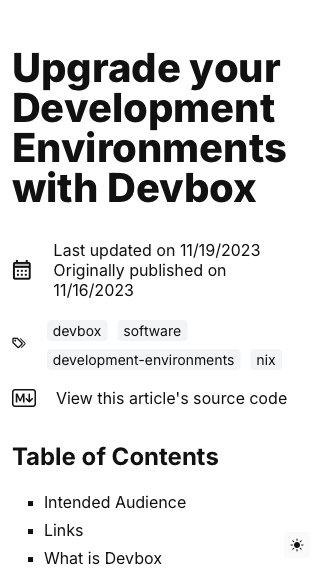 Upgrade your
Development
Environments
with Devbox
Last updated on 11/19/2023
Originally published on
11/16/2023
devbox software
development-environments nix
M↓ View this article's source code
Table of Contents
Intended Audience
Links
What is Devbox